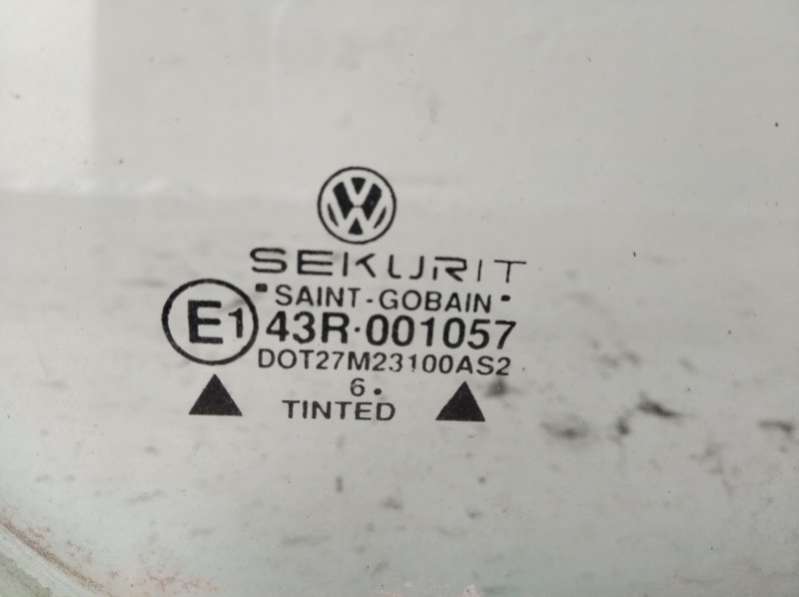 SEKURIT
"SAINT-GOBAIN"
E1 43R·001057
DOT27M23100AS2
6.
TINTED